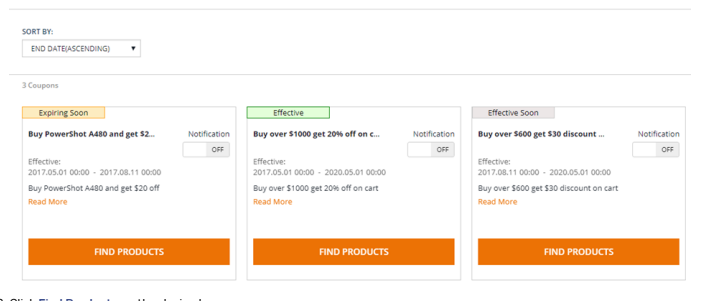 SORT BY:
END DATE(ASCENDING)
3 Coupons
Expiring Soon
Buy PowerShot A480 and get $2...
Notification
OFF
Effective:
2017.05.01 00:00 - 2017.08.11 00:00
Buy PowerShot A480 and get $20 off
Read More
FIND PRODUCTS
Effective
Buy over $1000 get 20% off on c...
Notification
OFF
Effective:
2017.05.01 00:00 - 2020.05.01 00:00
Buy over $1000 get 20% off on cart
Read More
FIND PRODUCTS
Effective Soon
Buy over $600 get $30 discount ...
Notification
OFF
Effective:
2017.08.11 00:00 - 2020.05.01 00:00
Buy over $600 get $30 discount on cart
Read More
FIND PRODUCTS